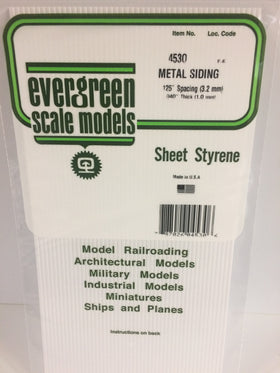 Item No. Loc. Code
4530 F-6
METAL SIDING
.125" Spacing (3.2 mm)
.040" Thick (1.0 mm)
evergreen
scale models
Sheet Styrene
Made in U.S.A
Model Railroading
Architectural Models
Military Models
Industrial Models
Miniatures
Ships and Planes
Instructions on back